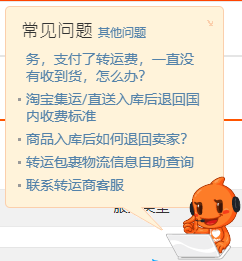 常见问题 其他问题
务，支付了转运费，一直没
有收到货，怎么办？
淘宝集运/直送入库后退回国
内收费标准
商品入库后如何退回卖家？
转运包裹物流信息自助查询
联系转运商客服